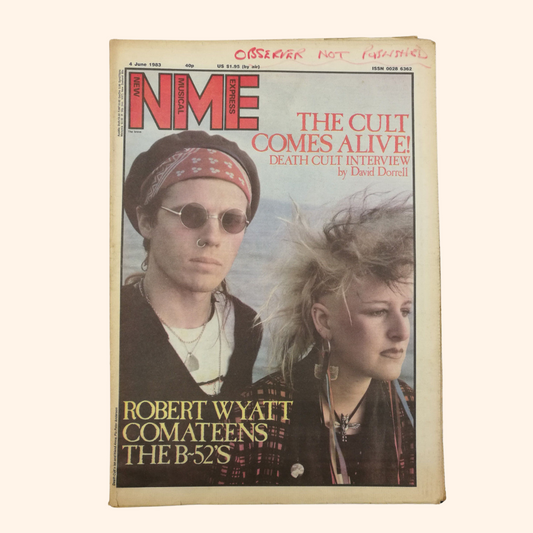 OBSERVER NOT PUBLISHED
4 June 1983 40p US $1.95 (by air) ISSN 0028 6362
NEW MUSICAL EXPRESS
NME
THE CULT
COMES ALIVE!
DEATH CULT INTERVIEW
by David Dorrell
ROBERT WYATT
COMATEENS
THE B-52'S